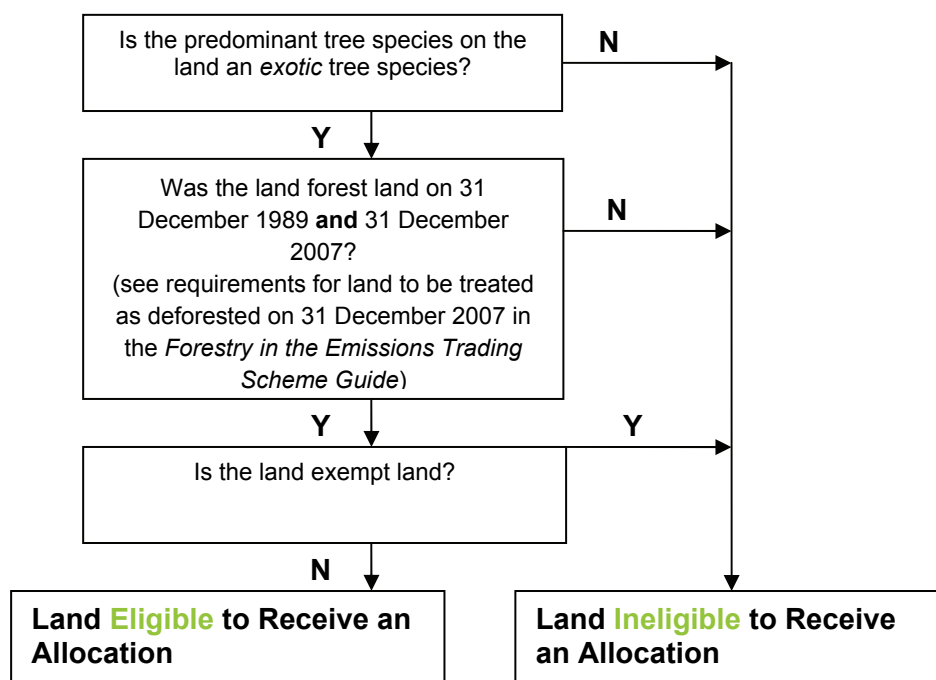 Is the predominant tree species on the
land an exotic tree species?
N
Y
Was the land forest land on 31
December 1989 and 31 December
2007?
(see requirements for land to be treated
as deforested on 31 December 2007 in
the Forestry in the Emissions Trading
Scheme Guide)
N
Y
Y
Is the land exempt land?
N
Land Eligible to Receive an
Allocation
Land Ineligible to Receive
an Allocation